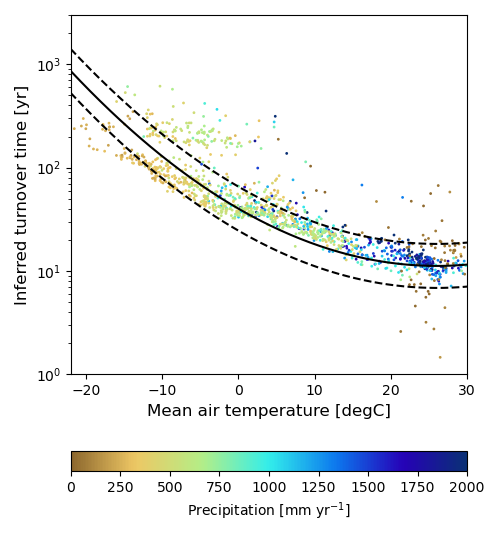 10³
10²
10¹
10⁰
Inferred turnover time [yr]
−20 −10 0 10 20 30
Mean air temperature [degC]
0 250 500 750 1000 1250 1500 1750 2000
Precipitation [mm yr⁻¹]